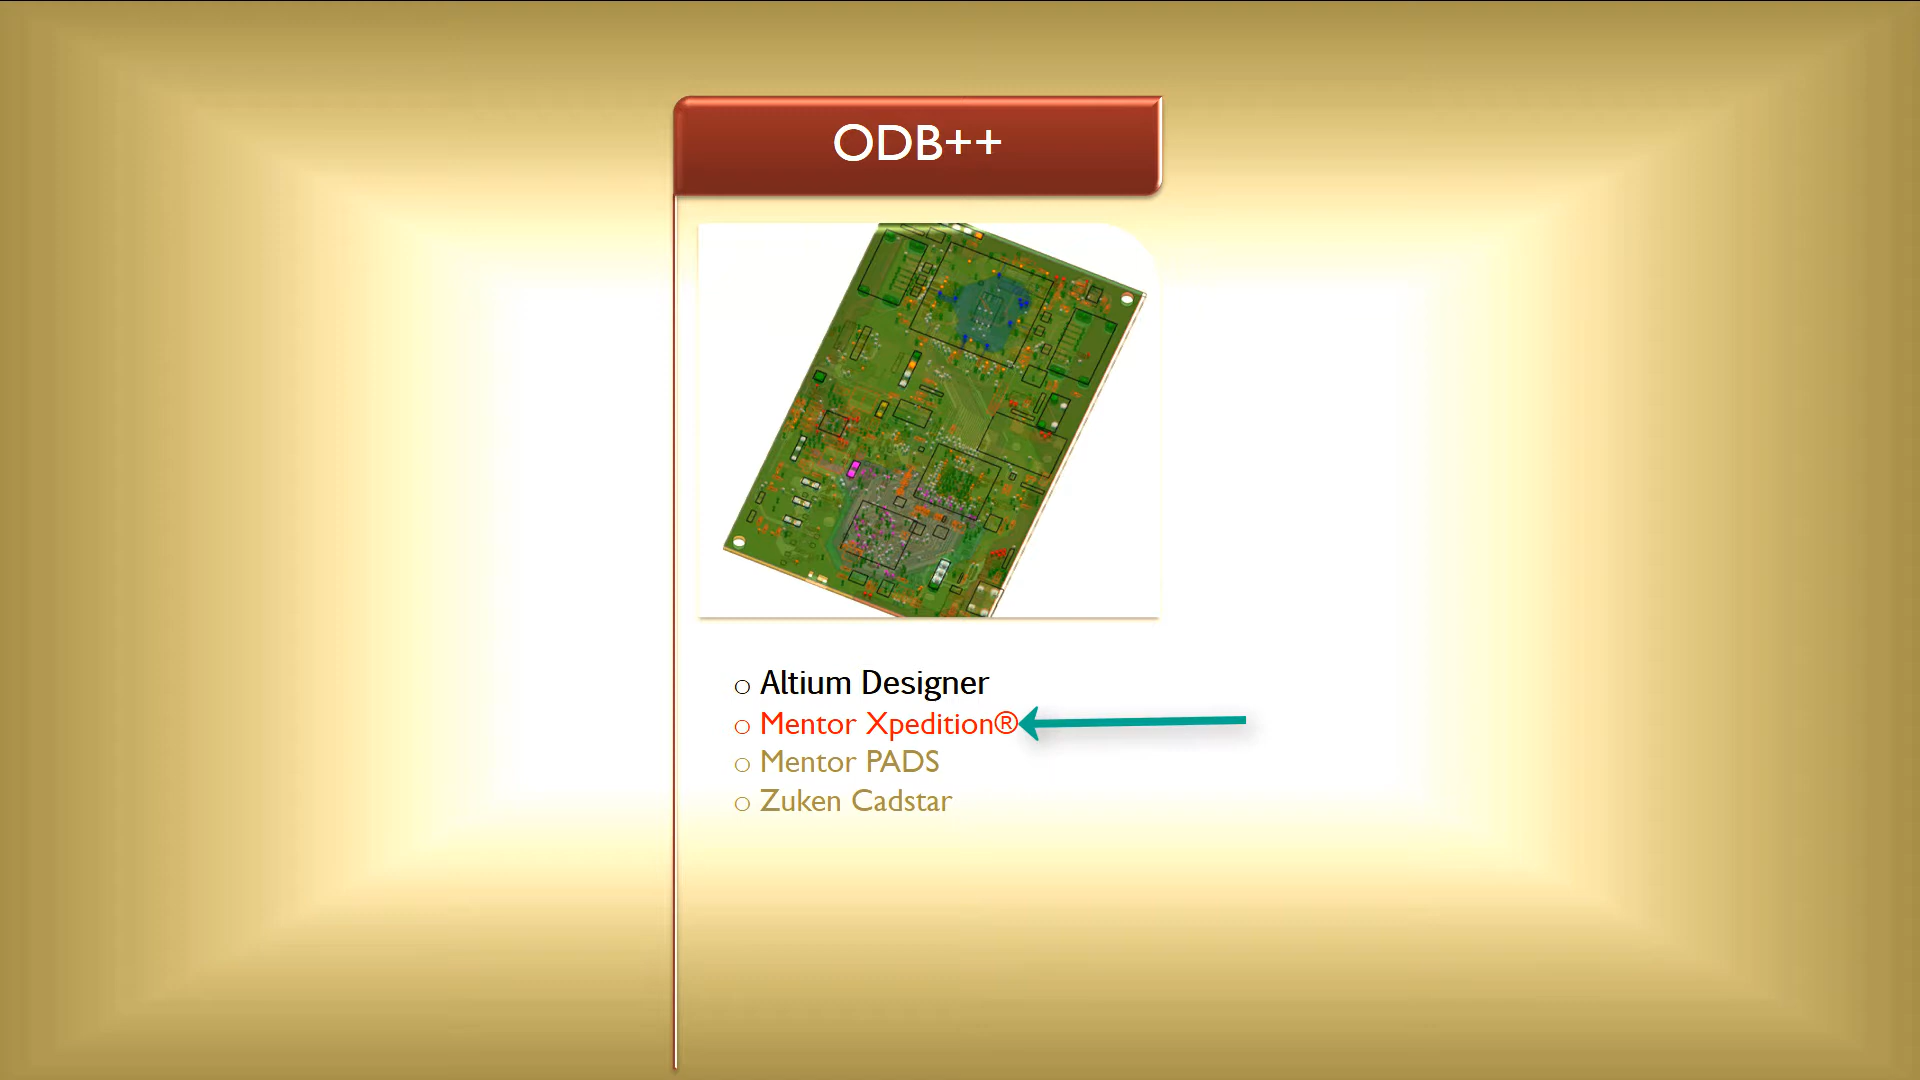 ODB++
Altium Designer
Mentor Xpedition®
Mentor PADS
Zuken Cadstar